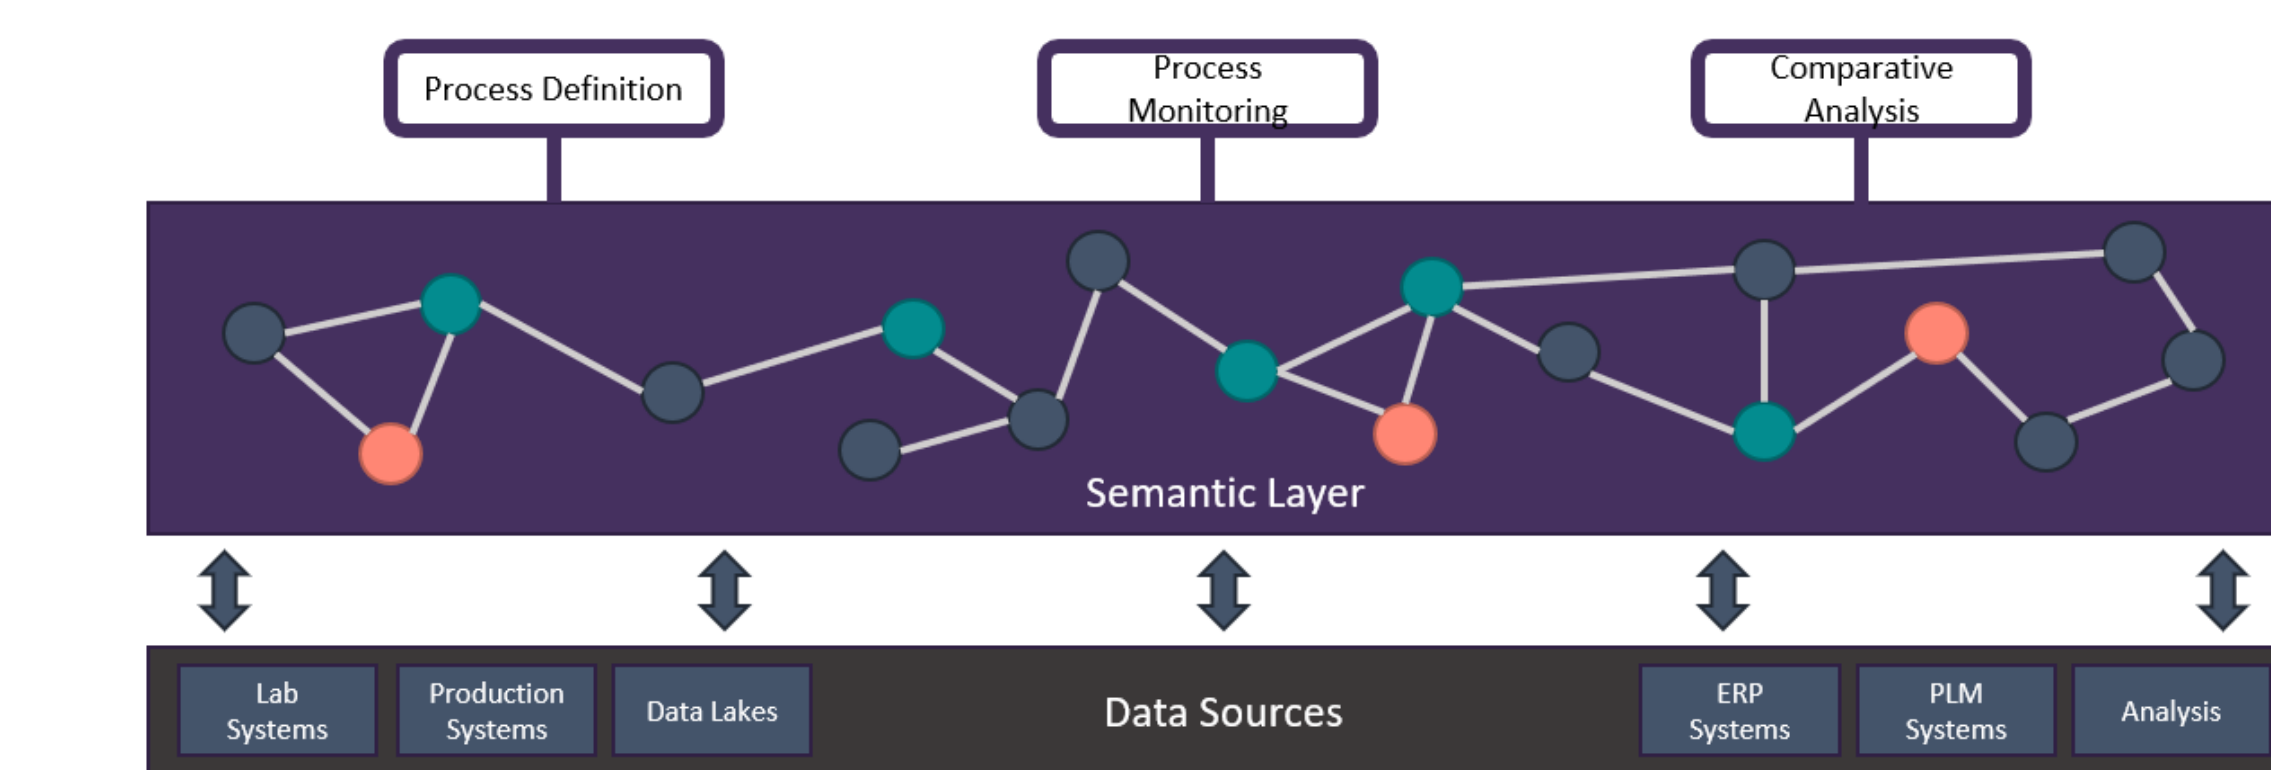 Process Definition
Process
Monitoring
Comparative
Analysis
Semantic Layer
Lab
Systems
Production
Systems
Data Lakes
Data Sources
ERP
Systems
PLM
Systems
Analysis